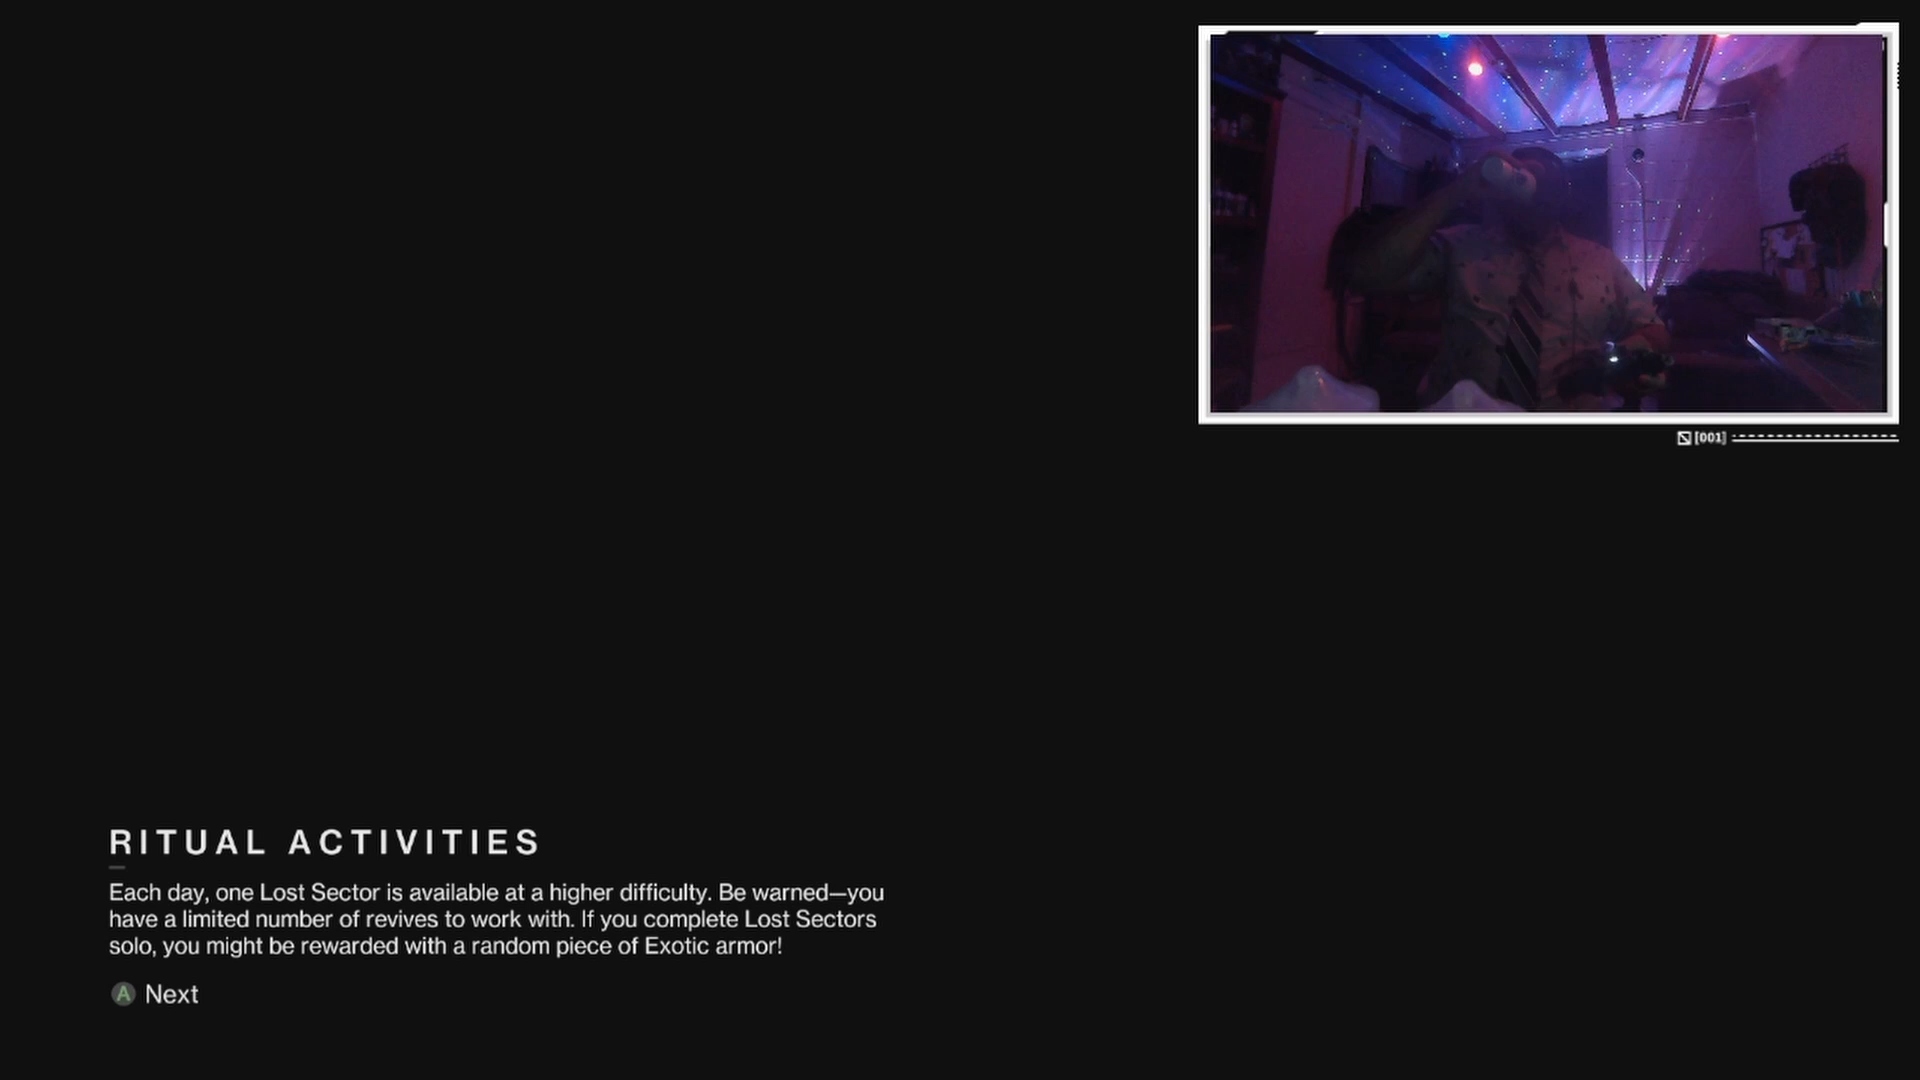 [001]
RITUAL ACTIVITIES
Each day, one Lost Sector is available at a higher difficulty. Be warned—you
have a limited number of revives to work with. If you complete Lost Sectors
solo, you might be rewarded with a random piece of Exotic armor!
A Next